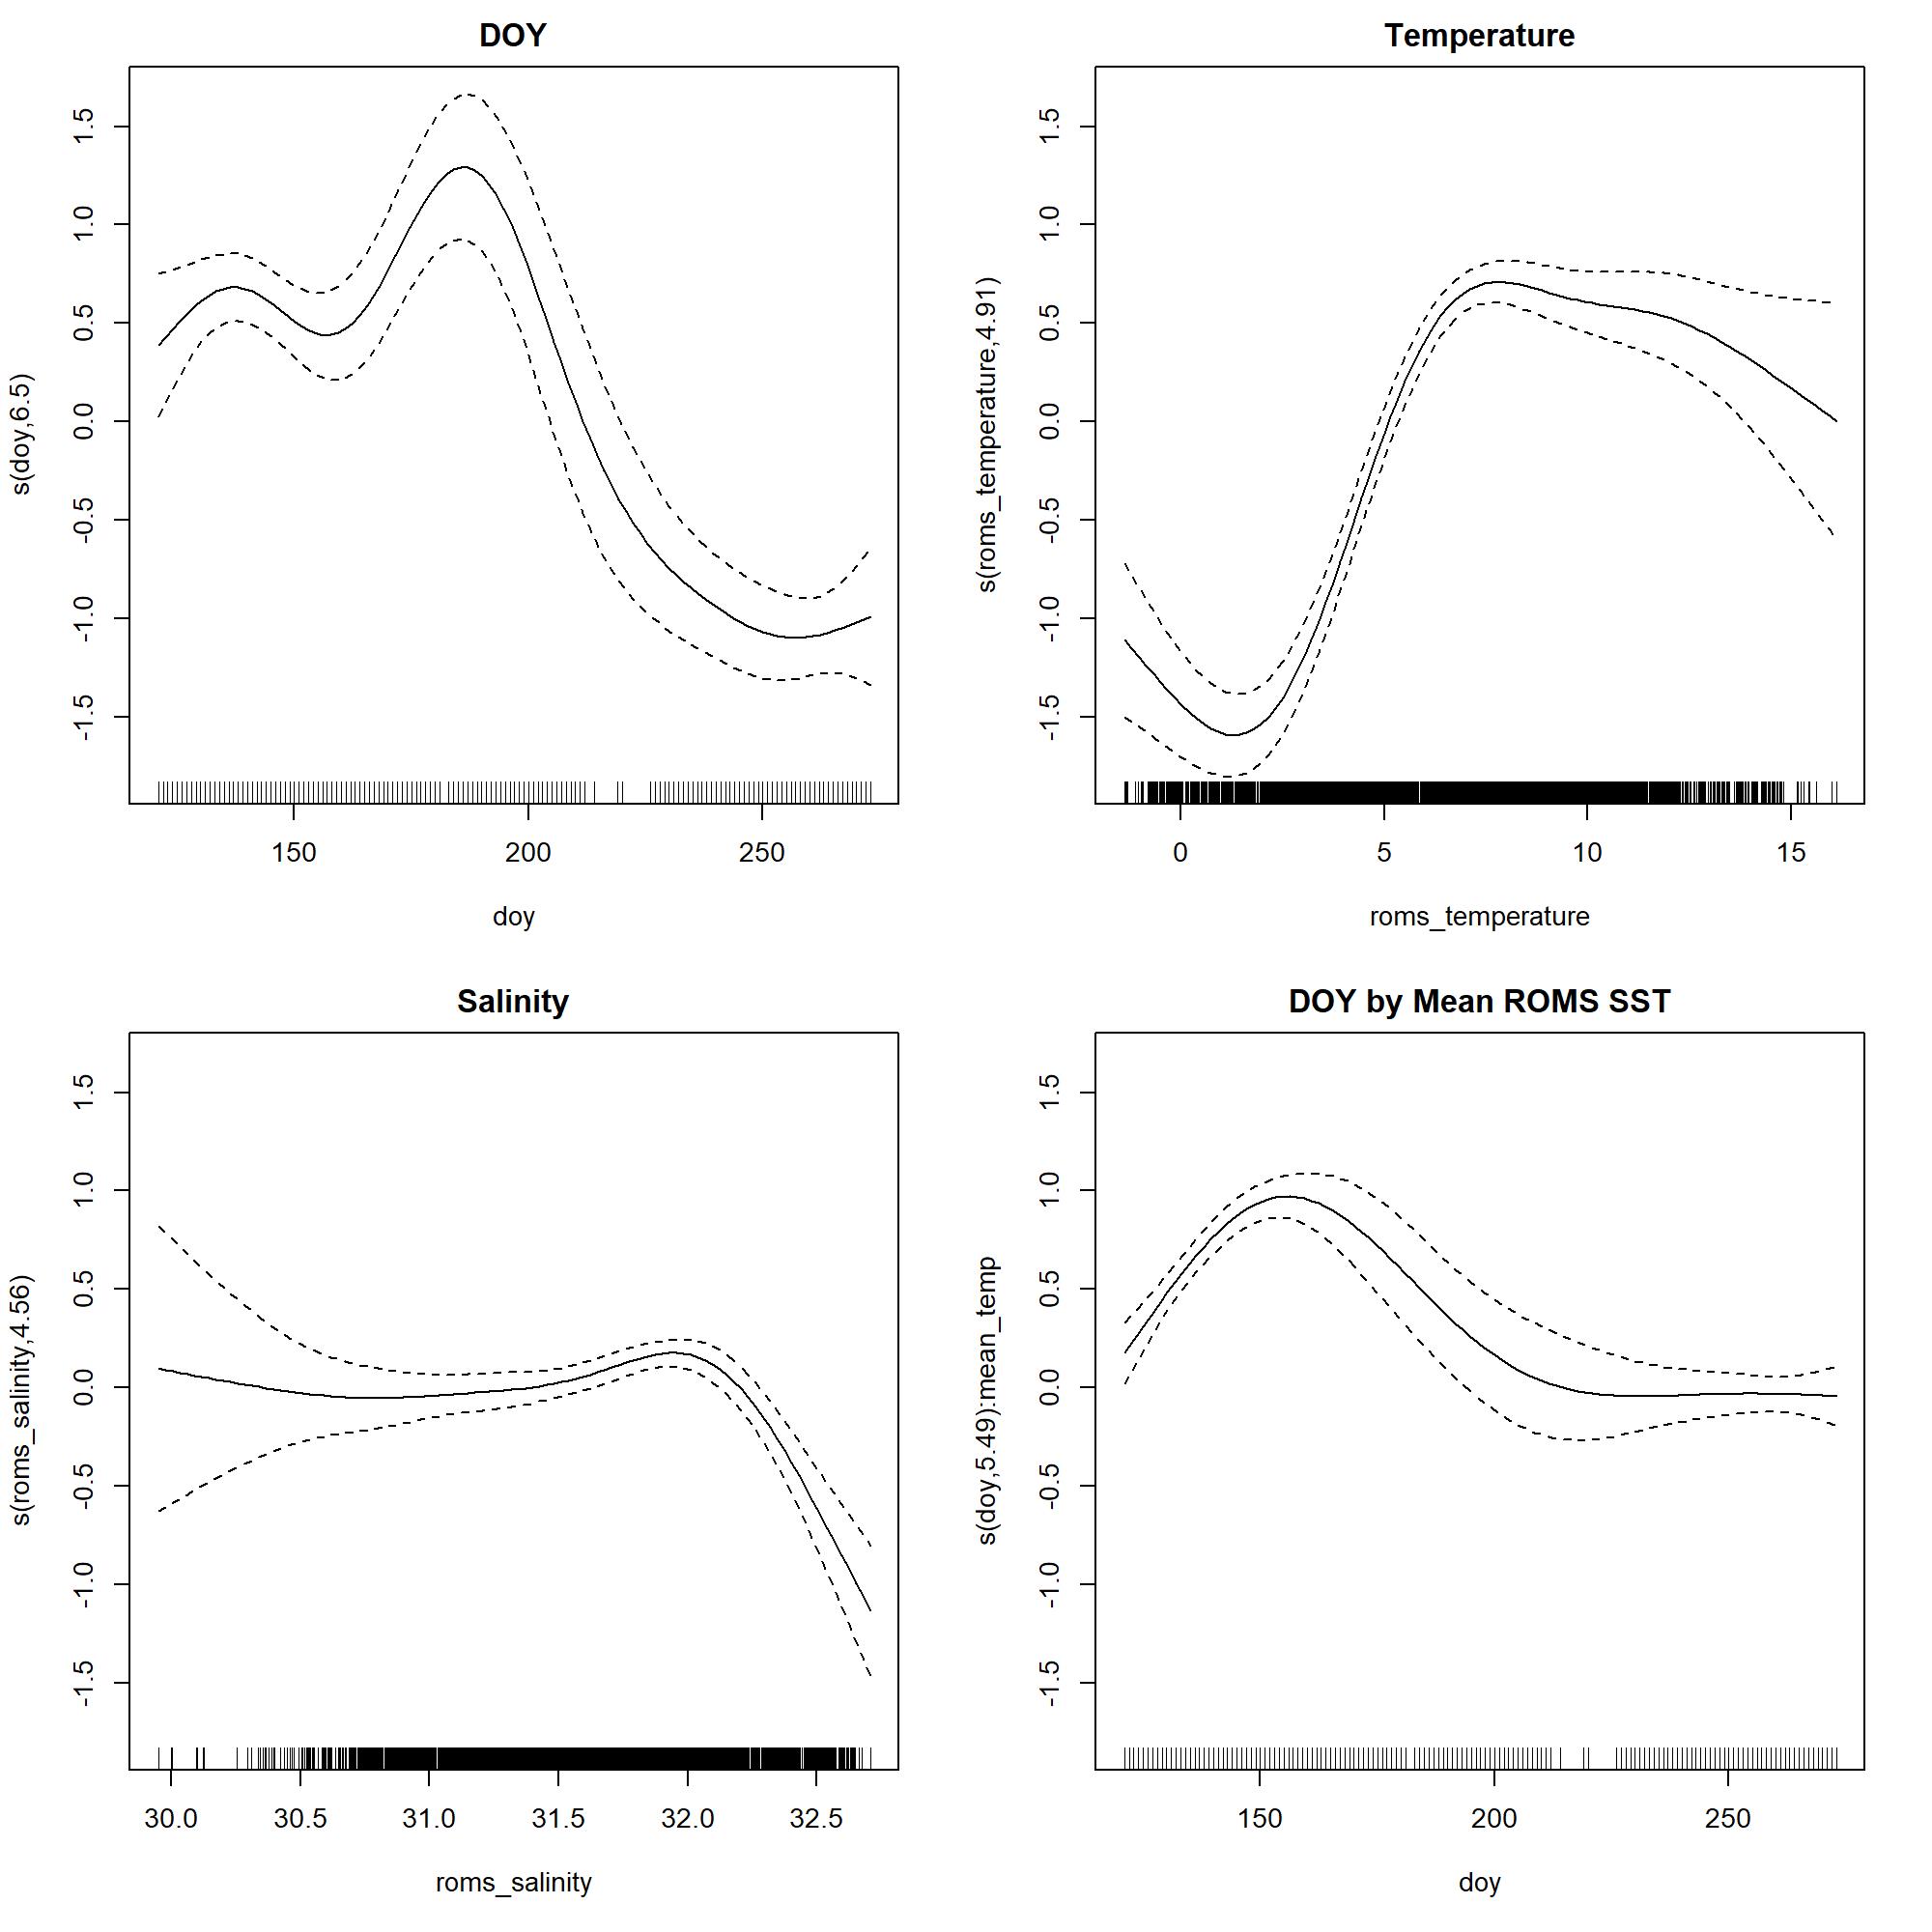 DOY
s(doy,6.5)
1.5
1.0
0.5
0.0
-0.5
-1.0
-1.5
150 200 250
doy
Temperature
s(roms_temperature,4.91)
1.5
1.0
0.5
0.0
-0.5
-1.0
-1.5
0 5 10 15
roms_temperature
Salinity
s(roms_salinity,4.56)
1.5
1.0
0.5
0.0
-0.5
-1.0
-1.5
30.0 30.5 31.0 31.5 32.0 32.5
roms_salinity
DOY by Mean ROMS SST
s(doy,5.49):mean_temp
1.5
1.0
0.5
0.0
-0.5
-1.0
-1.5
150 200 250
doy